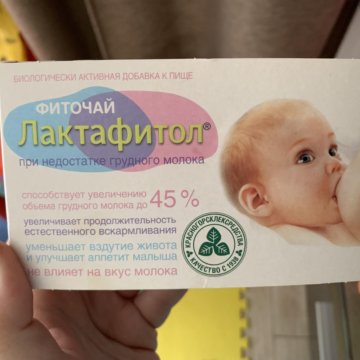 БИОЛОГИЧЕСКИ АКТИВНАЯ ДОБАВКА К ПИЩЕ
ФИТОЧАЙ
Лактафитол®
при недостатке грудного молока
способствует увеличению
объема грудного молока до 45%
увеличивает продолжительность
естественного вскармливания
уменьшает вздутие живота
и улучшает аппетит малыша
не влияет на вкус молока
КРАСНОГОРСКЛЕКСРЕДСТВА
КАЧЕСТВО С 1938